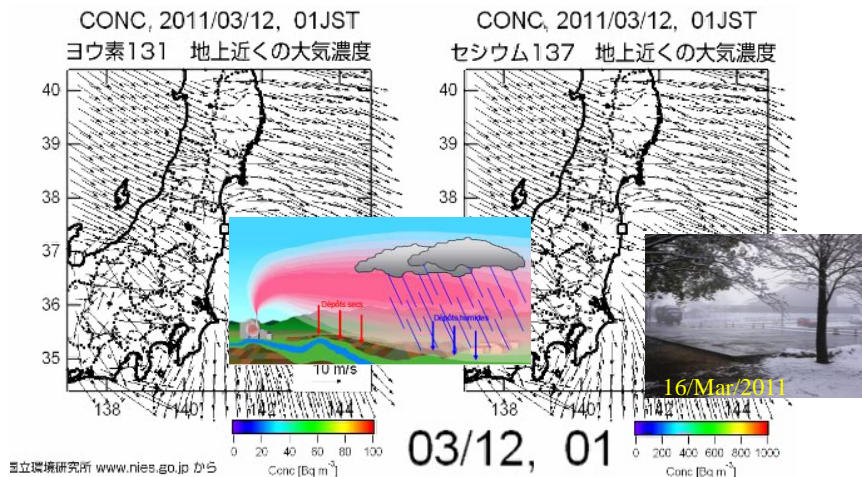 CONC, 2011/03/12, 01JST
ヨウ素131 地上近くの大気濃度
40
39
38
37
36
35
138
140
142
144
10 m/s
0 20 40 60 80 100
Conc [Bq m⁻³]
CONC, 2011/03/12, 01JST
セシウム137 地上近くの大気濃度
40
39
38
37
36
35
138
140
142
0 200 400 600 800 1000
Conc [Bq m⁻³]
Dépôts secs
Dépôts humides
16/Mar/2011
03/12, 01
国立環境研究所 www.nies.go.jp から